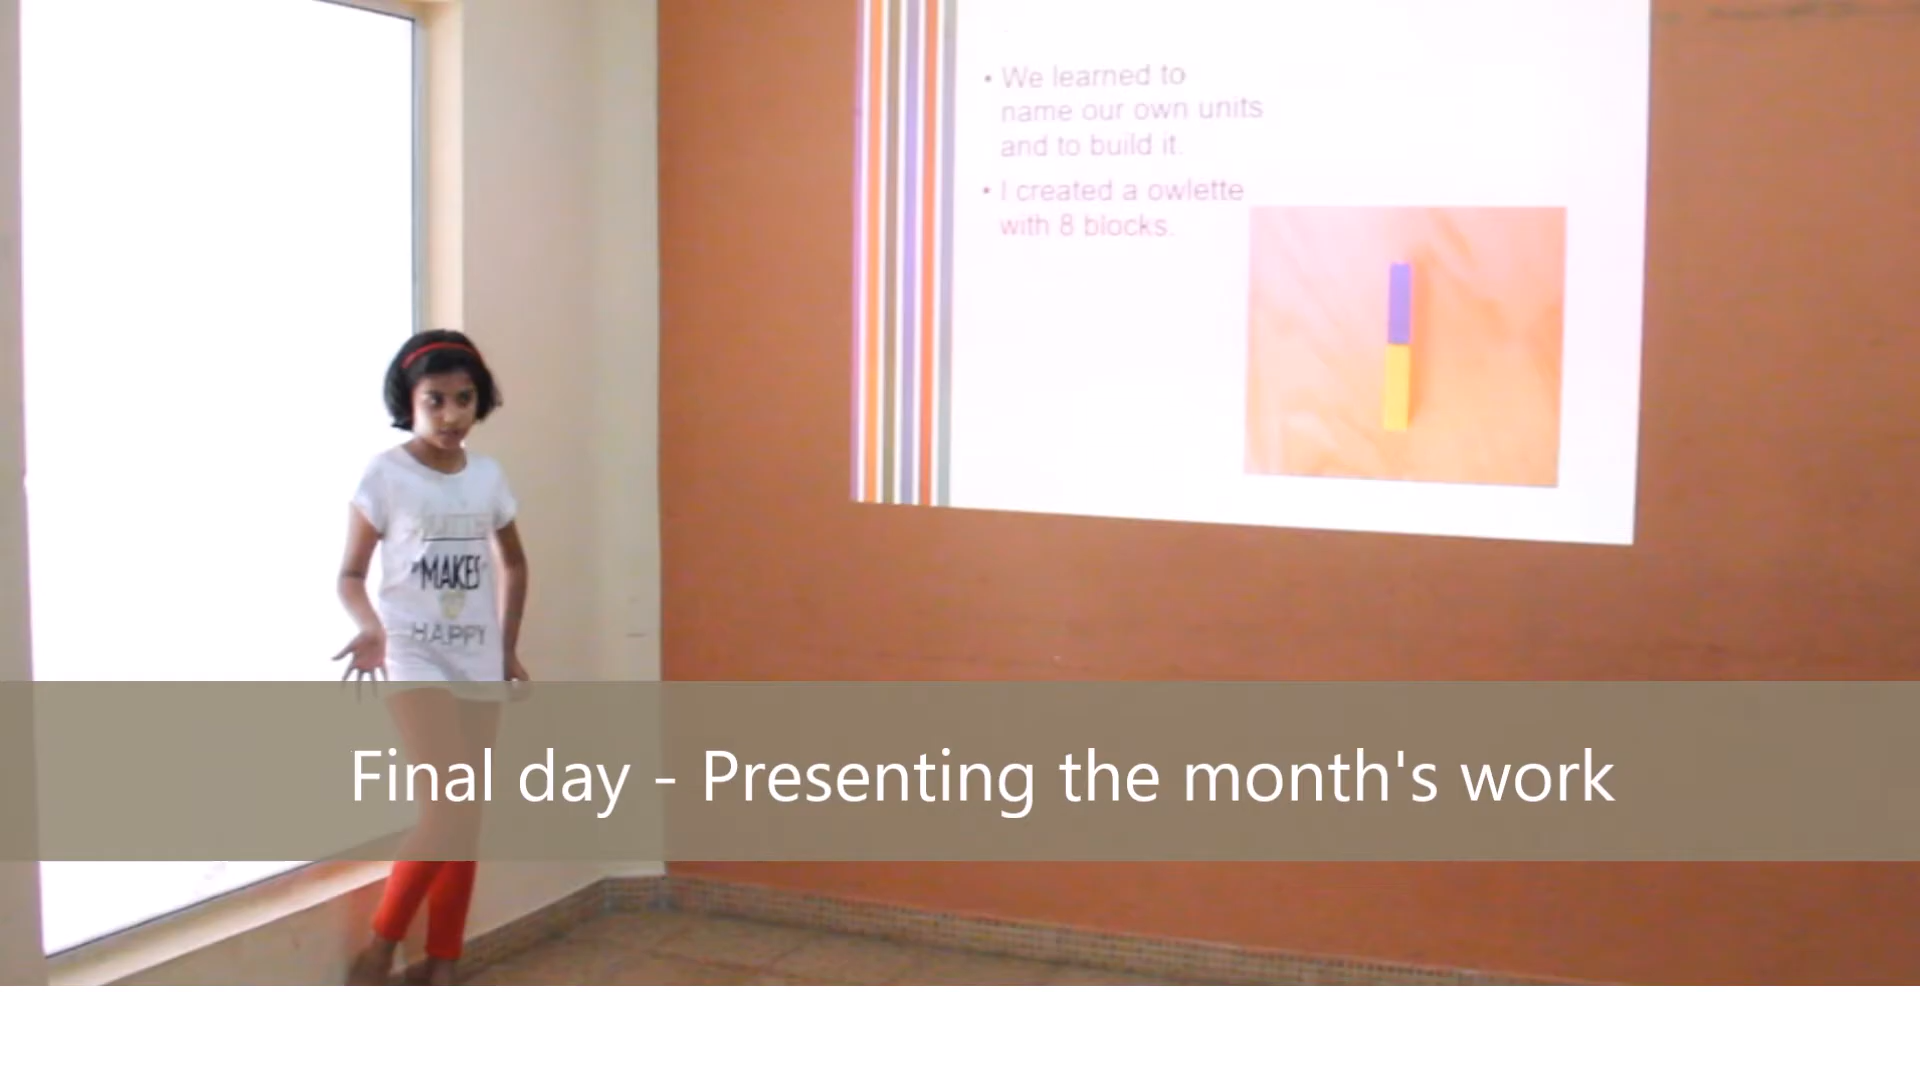 • We learned to
name our own units
and to build it.
• I created a owlette
with 8 blocks.
MAKES
HAPPY
Final day - Presenting the month's work